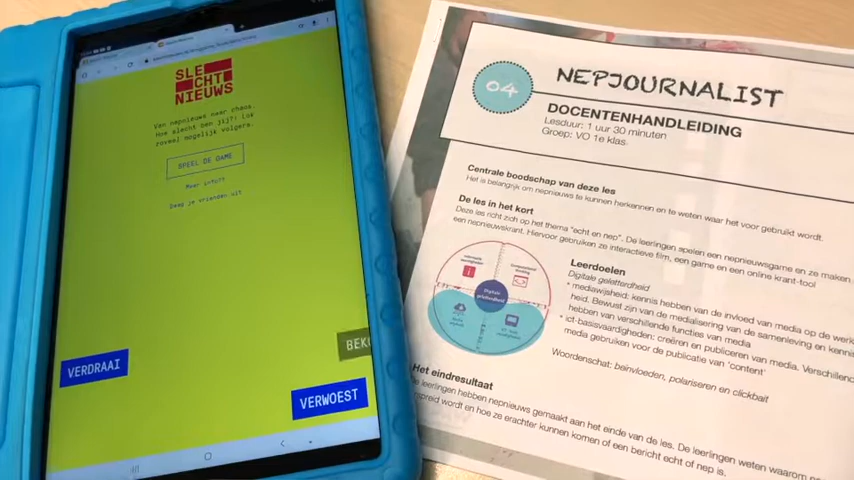 SLE
CHT
NIEUWS
Van nepnieuws naar chaos.
Hoe slecht ben jij?! Lok
zoveel mogelijk volgers.
SPEEL DE GAME
Meer info??
Daag je vrienden uit
VERDRAAI
BEK
VERWOEST
04
NEPJOURNALIST
DOCENTENHANDLEIDING
Lesduur: 1 uur 30 minuten
Groep: VO 1e klas
Centrale boodschap van deze les
Het is belangrijk om nepnieuws te kunnen herkennen en te weten waar het voor gebruikt wordt.
De les in het kort
Deze les richt zich op het thema "echt en nep". De leerlingen spelen een nepnieuwsgame en ze maken
een nepnieuwskrant. Hiervoor gebruiken ze interactieve film, een game en een online krant-tool
Digitale
geletterdheid
Leerdoelen
Digitale geletterdheid
* mediawijsheid: kennis hebben van de invloed van media op de werk
heid. Bewust zijn van de medialisering van de samenleving en kennis
hebben van verschillende functies van media
* ict-basisvaardigheden: creëren en publiceren van media. Verschillen
media gebruiken voor de publicatie van 'content'
Woordenschat: beïnvloeden, polariseren en clickbait
Het eindresultaat
De leerlingen hebben nepnieuws gemaakt aan het einde van de les. De leerlingen weten waarom n
spreid wordt en hoe ze erachter kunnen komen of een bericht echt of nep is.